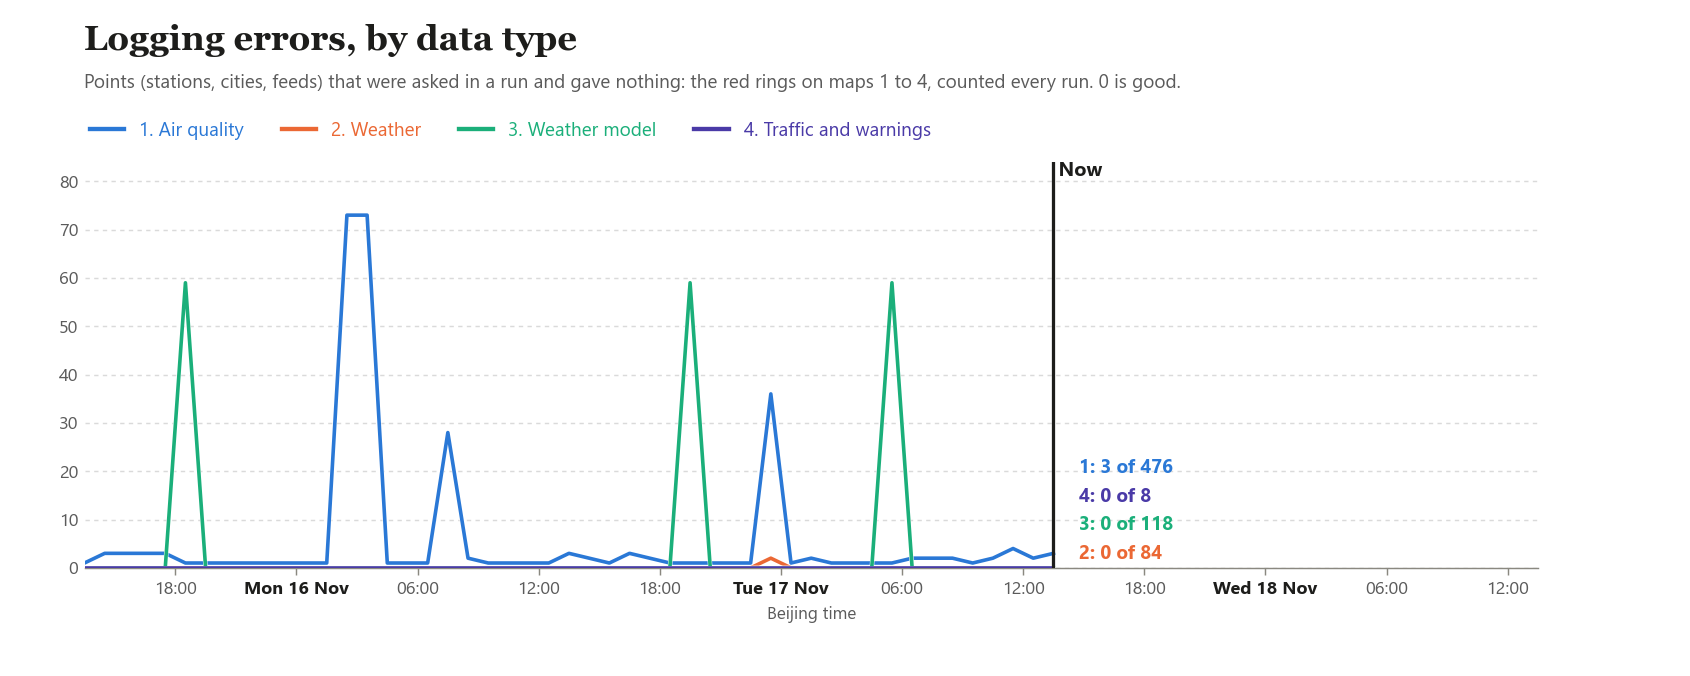 Logging errors, by data type
Points (stations, cities, feeds) that were asked in a run and gave nothing: the red rings on maps 1 to 4, counted every run. 0 is good.
1. Air quality 2. Weather 3. Weather model 4. Traffic and warnings
Now
80
70
60
50
40
30
20
10
0
1: 3 of 476
4: 0 of 8
3: 0 of 118
2: 0 of 84
18:00 Mon 16 Nov 06:00 12:00 18:00 Tue 17 Nov 06:00 12:00 18:00 Wed 18 Nov 06:00 12:00
Beijing time